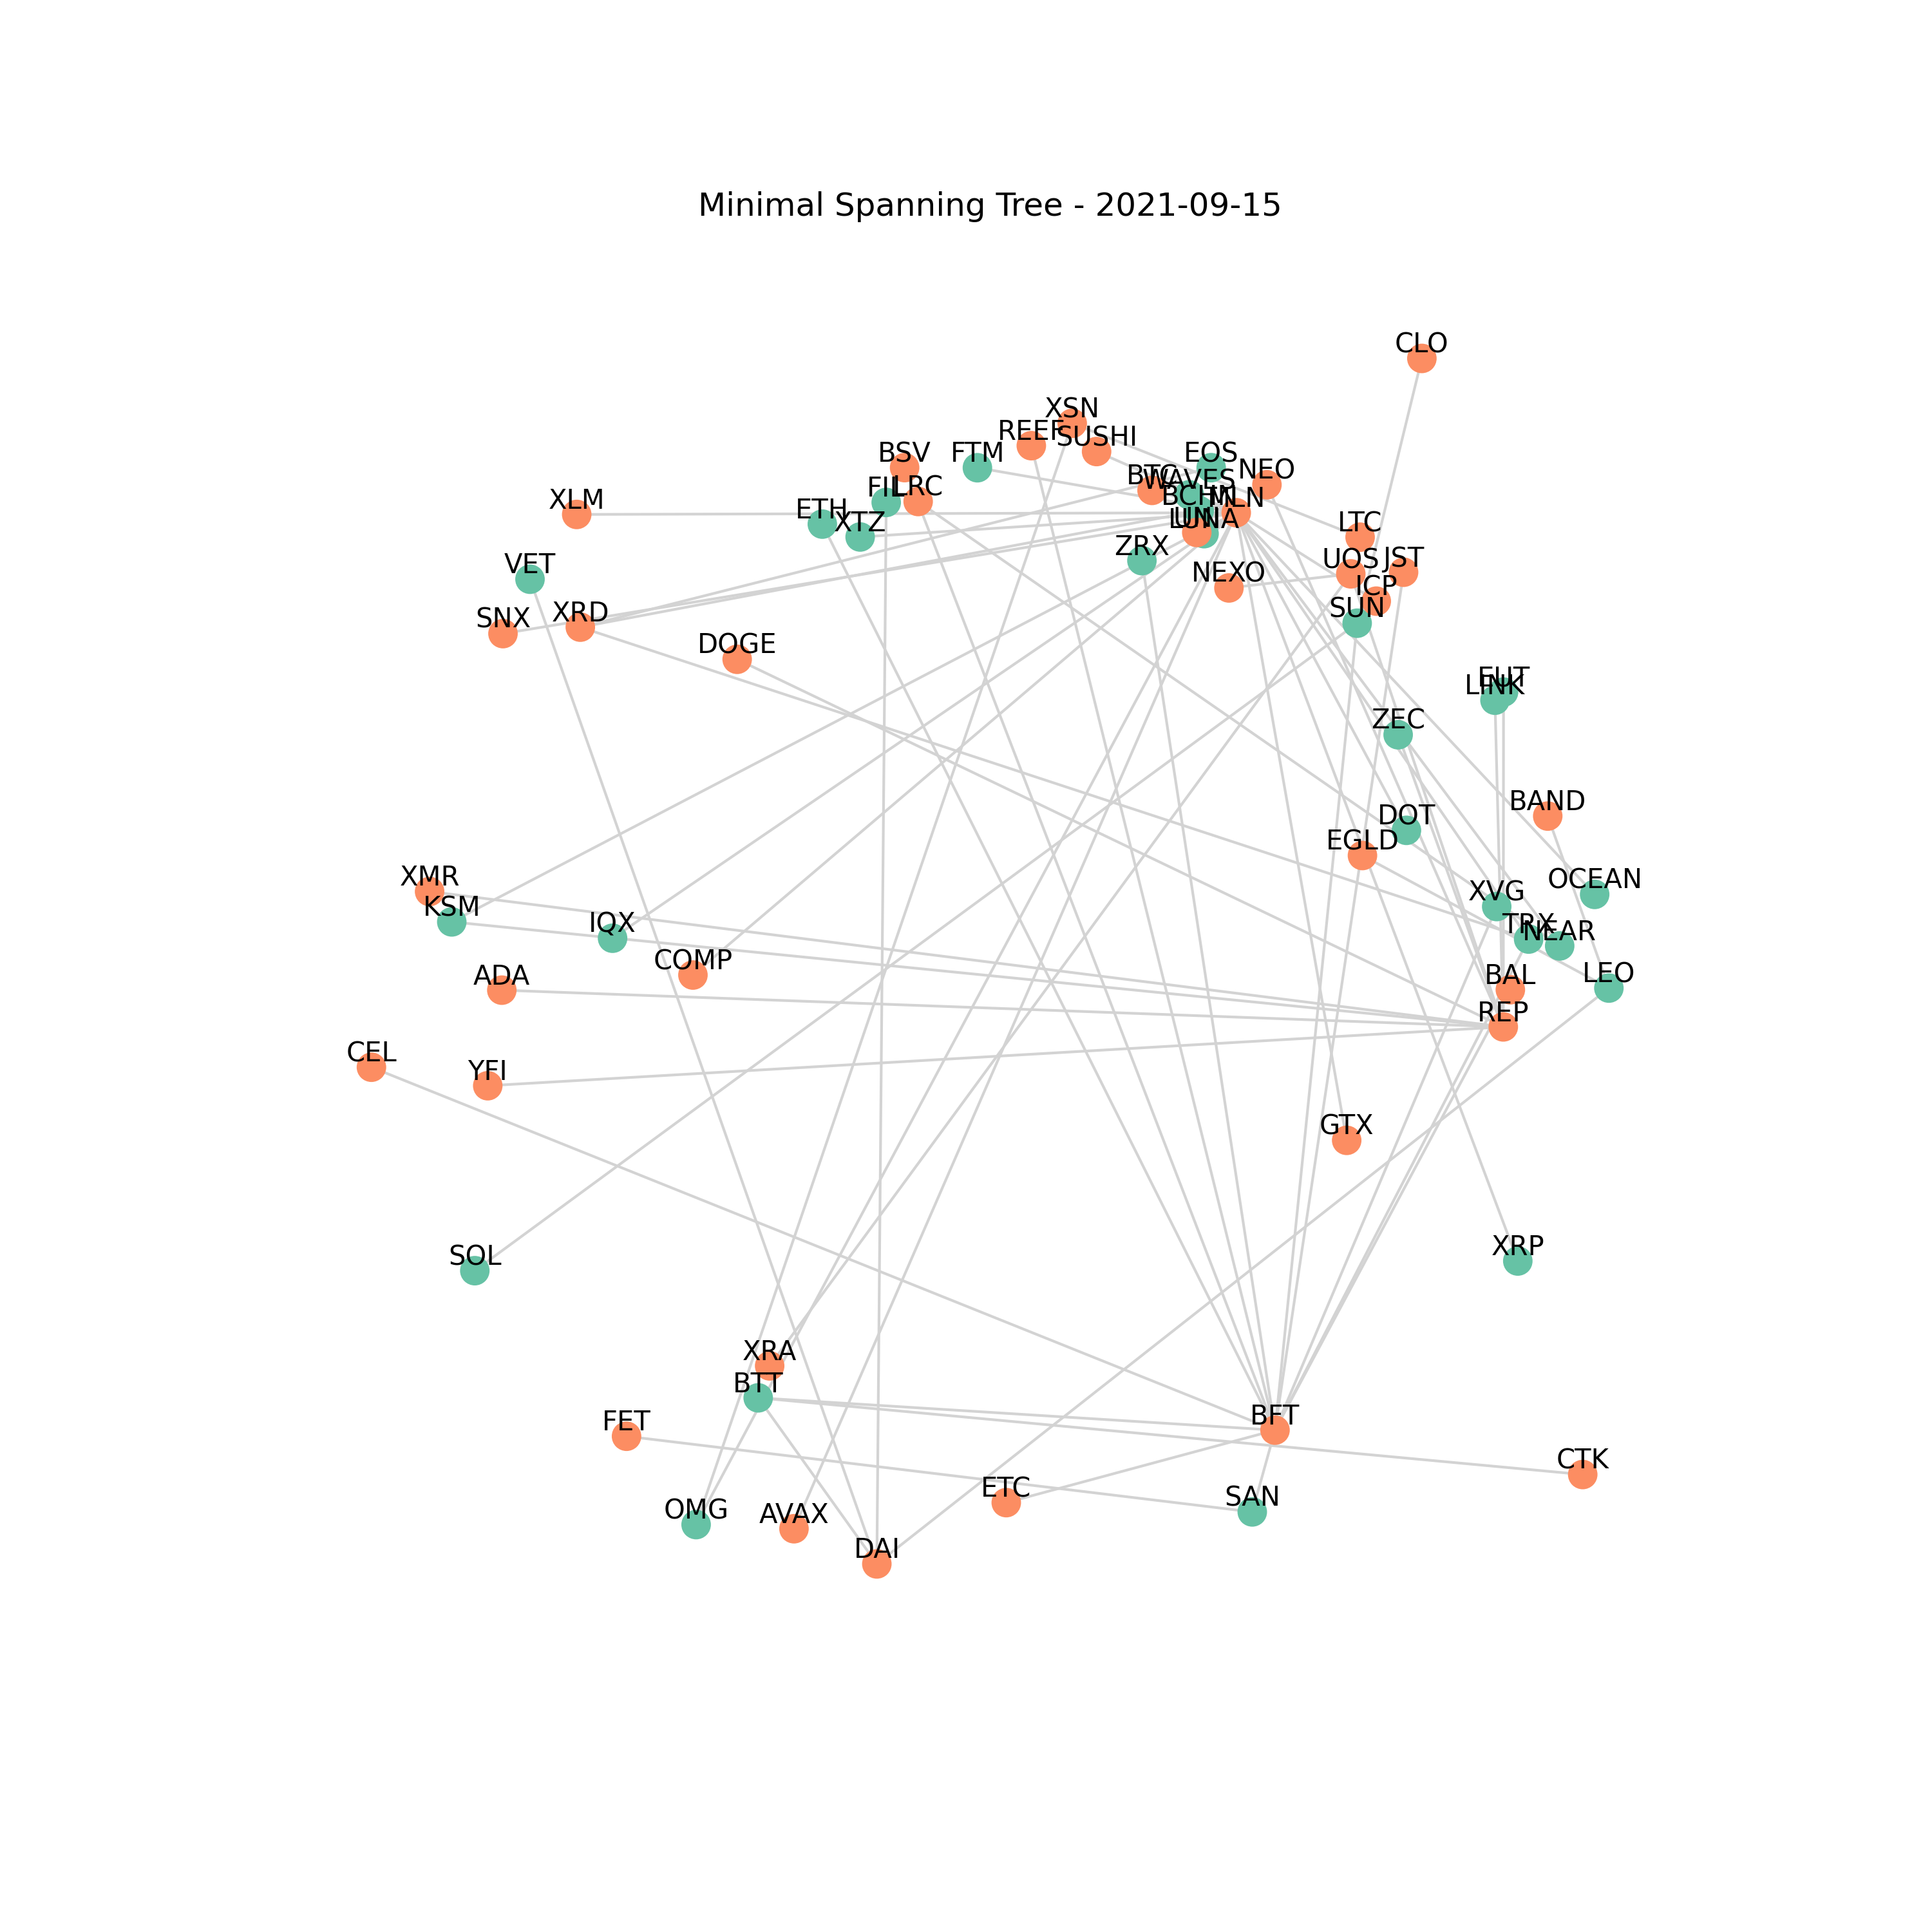 Minimal Spanning Tree - 2021-09-15
CLO
XSN
REEF
SUSHI
BSV
FTM
EOS
NEO
BTC
WAVES
FIL
LRC
XLM
ETH
XTZ
BCH
MLN
UNI
LUNA
LTC
ZRX
UOS
JST
VET
NEXO
ICP
SNX
XRD
SUN
DOGE
LINK
ZEC
BAND
DOT
EGLD
XMR
KSM
OCEAN
XVG
IQX
TRX
NEAR
COMP
ADA
BAL
LEO
REP
CEL
YFI
GTX
SOL
XRP
XRA
BTT
FET
BFT
CTK
OMG
AVAX
ETC
SAN
DAI